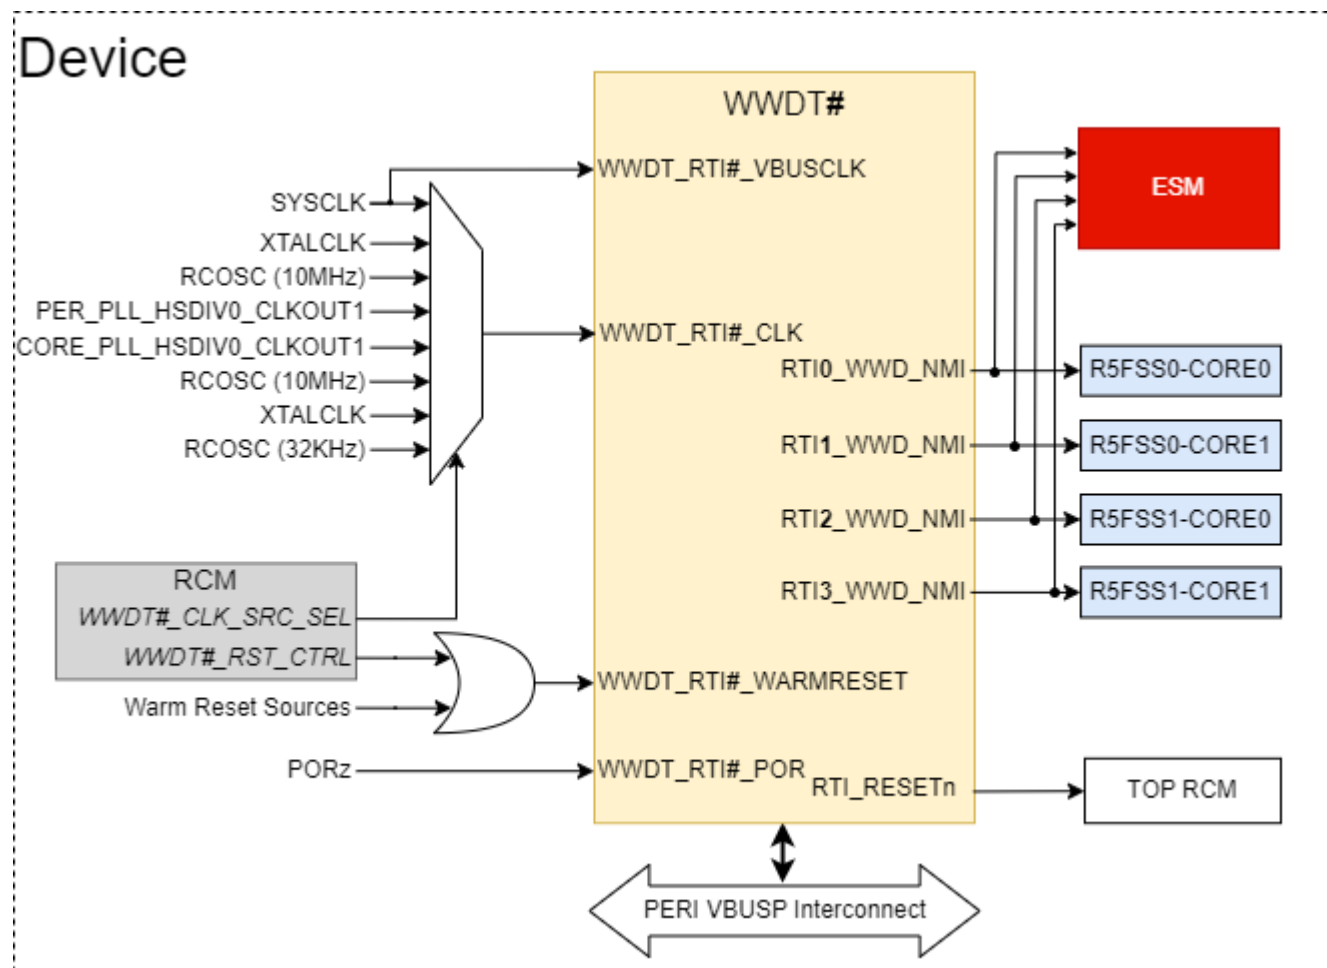 Device
WWDT#
WWDT_RTI#_VBUSCLK
ESM
SYSCLK
XTALCLK
RCOSC (10MHz)
PER_PLL_HSDIV0_CLKOUT1
CORE_PLL_HSDIV0_CLKOUT1
RCOSC (10MHz)
XTALCLK
RCOSC (32KHz)
WWDT_RTI#_CLK
RTI0_WWD_NMI
R5FSS0-CORE0
RTI1_WWD_NMI
R5FSS0-CORE1
RTI2_WWD_NMI
R5FSS1-CORE0
RTI3_WWD_NMI
R5FSS1-CORE1
RCM
WWDT#_CLK_SRC_SEL
WWDT#_RST_CTRL
Warm Reset Sources
WWDT_RTI#_WARMRESET
PORz
WWDT_RTI#_POR
RTI_RESETn
TOP RCM
PERI VBUSP Interconnect